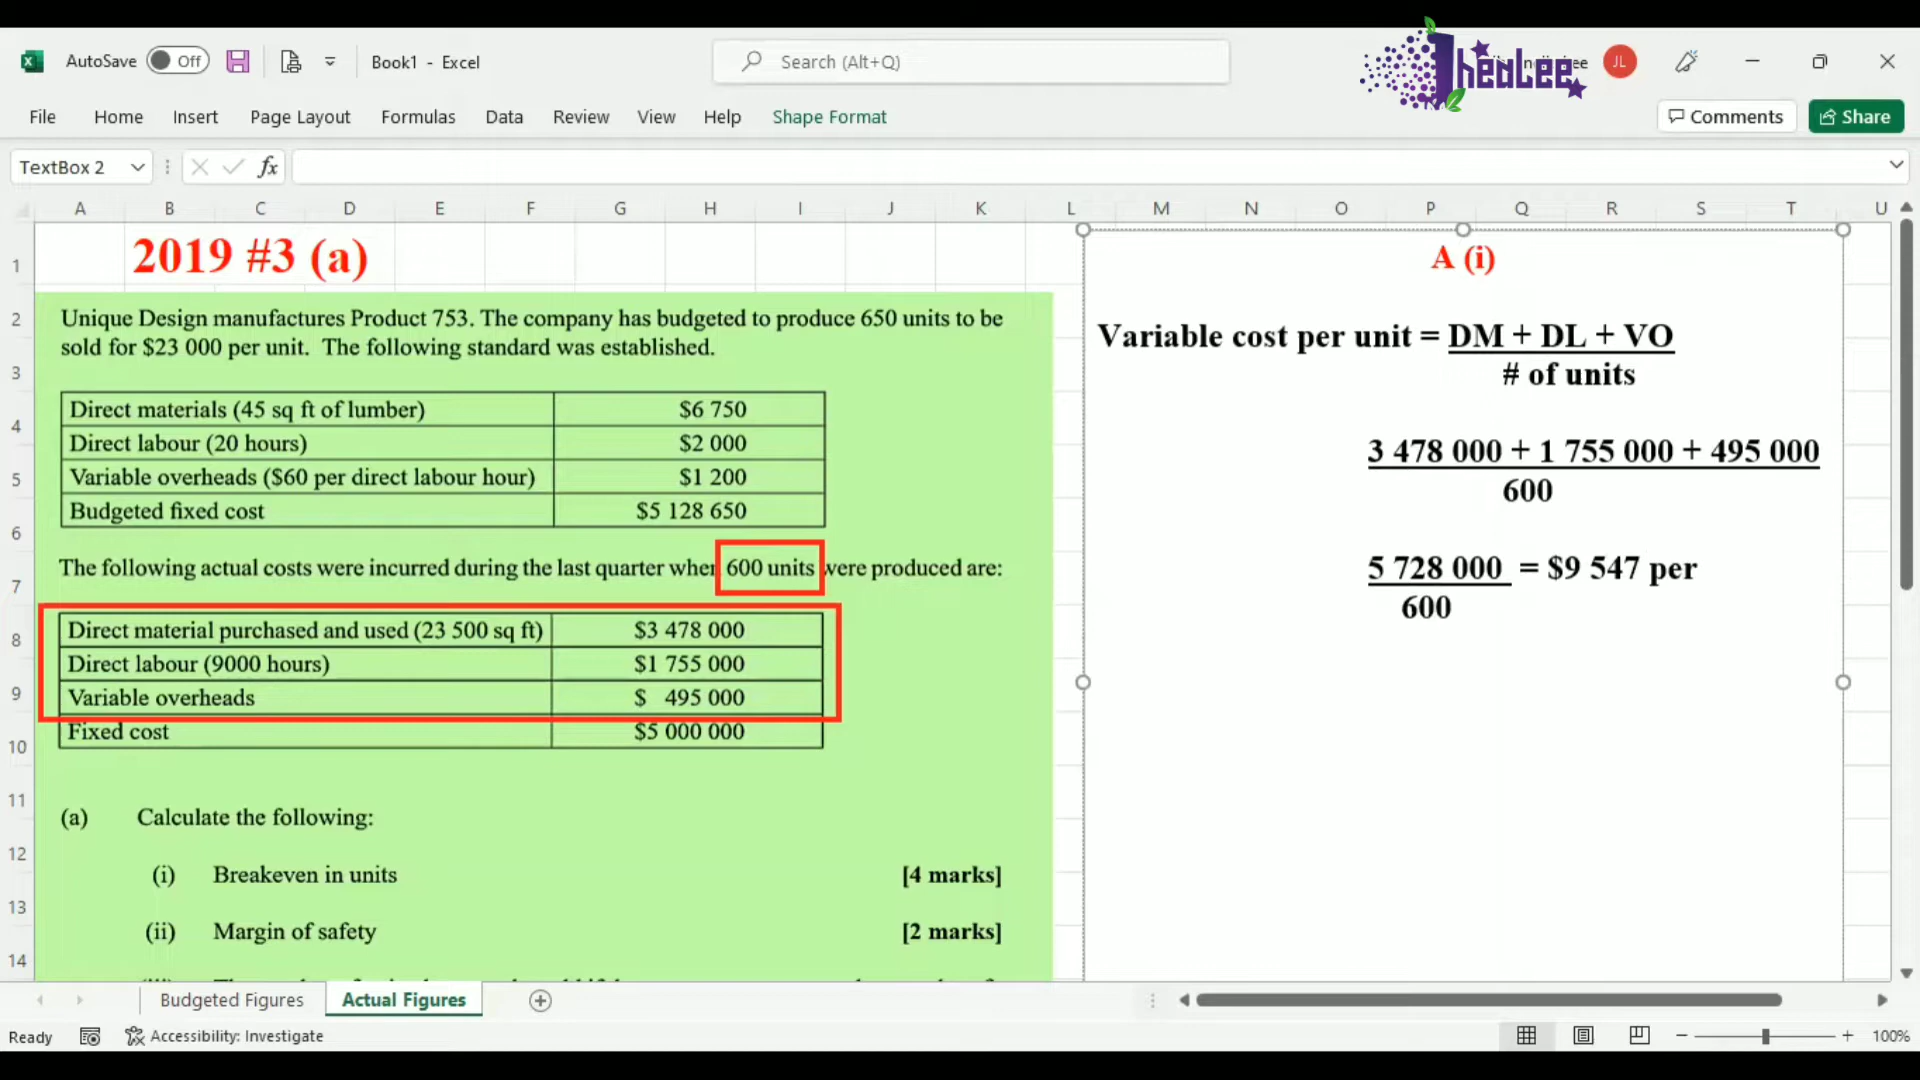 AutoSave Off Book1 - Excel Search (Alt+Q) JL
JhedLee
File Home Insert Page Layout Formulas Data Review View Help Shape Format Comments Share
TextBox 2 fx
A B C D E F G H I J K L M N O P Q R S T U
1 2019 #3 (a)
A (i)
2 Unique Design manufactures Product 753. The company has budgeted to produce 650 units to be
sold for $23 000 per unit. The following standard was established.
3
Variable cost per unit = DM + DL + VO
# of units
Direct materials (45 sq ft of lumber) $6 750
4
Direct labour (20 hours) $2 000
5 Variable overheads ($60 per direct labour hour) $1 200
Budgeted fixed cost $5 128 650
6
3 478 000 + 1 755 000 + 495 000
600
The following actual costs were incurred during the last quarter when 600 units were produced are:
7
5 728 000 = $9 547 per
600
8 Direct material purchased and used (23 500 sq ft) $3 478 000
Direct labour (9000 hours) $1 755 000
9 Variable overheads $ 495 000
Fixed cost $5 000 000
10
11 (a) Calculate the following:
12 (i) Breakeven in units [4 marks]
13 (ii) Margin of safety [2 marks]
14
Budgeted Figures Actual Figures
Ready Accessibility: Investigate 100%